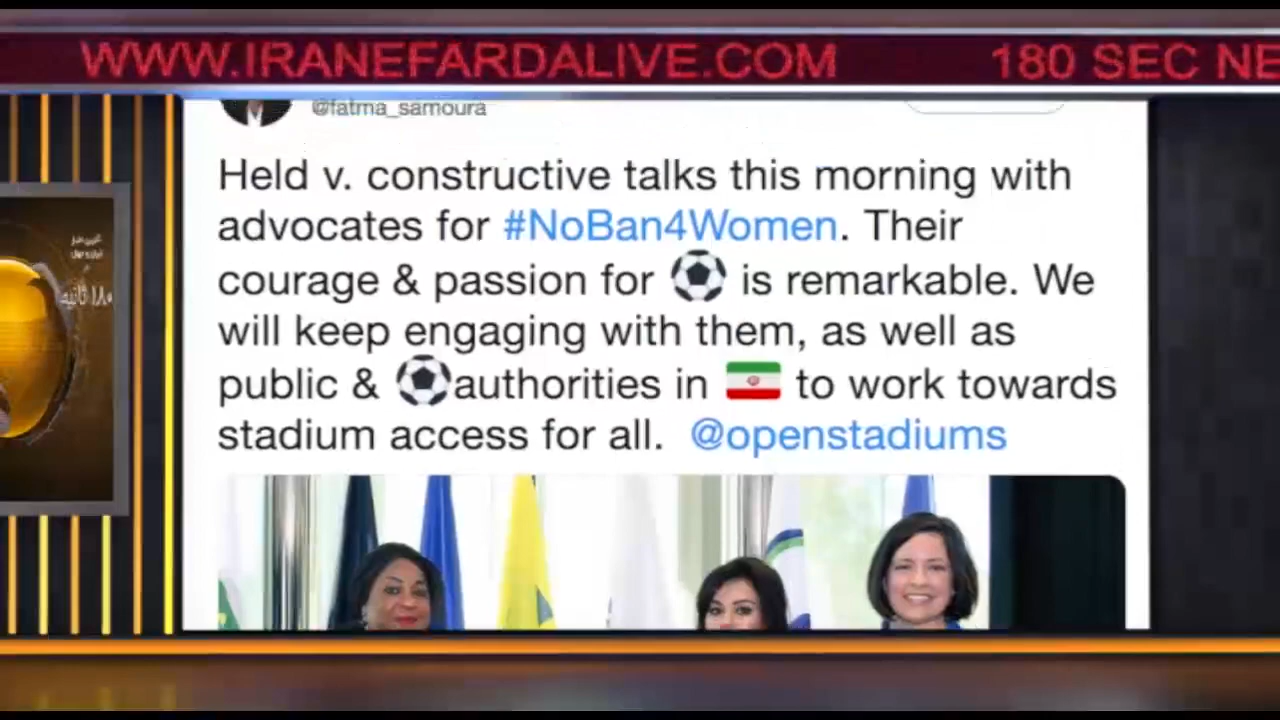 WWW.IRANEFARDALIVE.COM
180 SEC NE
@fatma_samoura
Held v. constructive talks this morning with
advocates for #NoBan4Women. Their
courage & passion for ⚽ is remarkable. We
will keep engaging with them, as well as
public & ⚽authorities in 🇮🇷 to work towards
stadium access for all. @openstadiums
۱۸۰ ثانیه